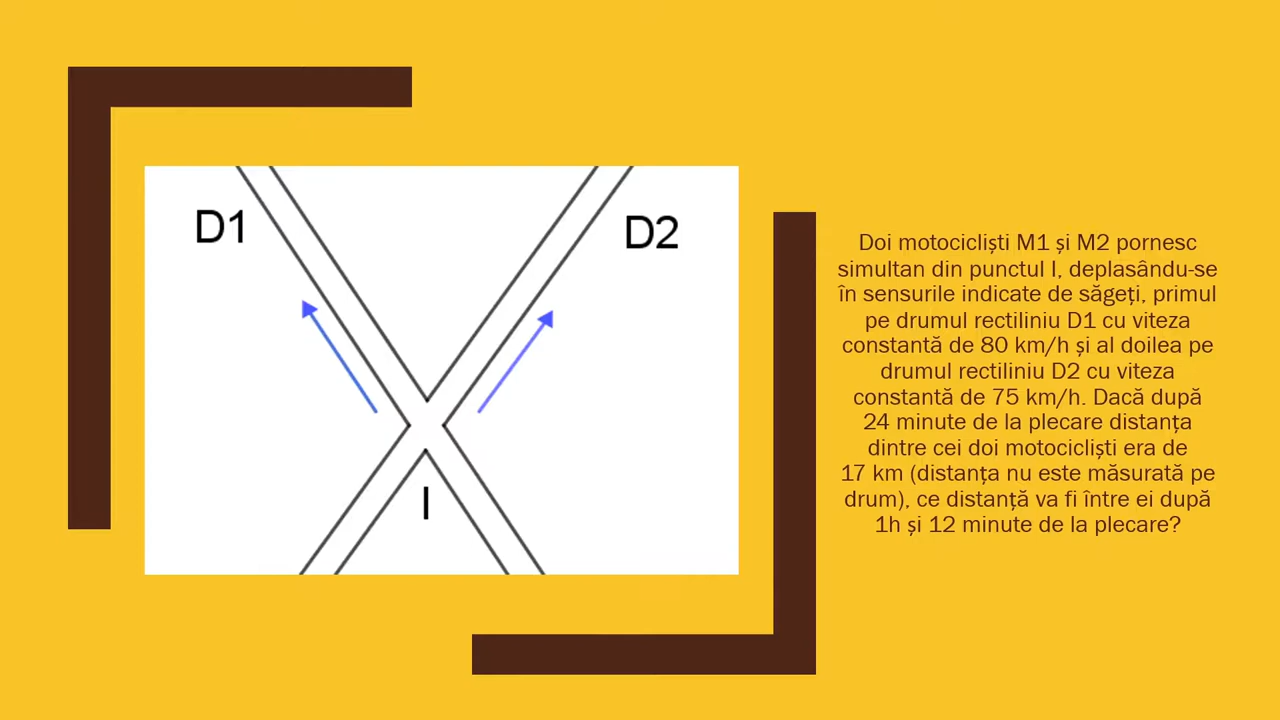 D1
D2
I
Doi motocicliști M1 și M2 pornesc
simultan din punctul I, deplasându-se
în sensurile indicate de săgeți, primul
pe drumul rectiliniu D1 cu viteza
constantă de 80 km/h și al doilea pe
drumul rectiliniu D2 cu viteza
constantă de 75 km/h. Dacă după
24 minute de la plecare distanța
dintre cei doi motocicliști era de
17 km (distanța nu este măsurată pe
drum), ce distanță va fi între ei după
1h și 12 minute de la plecare?